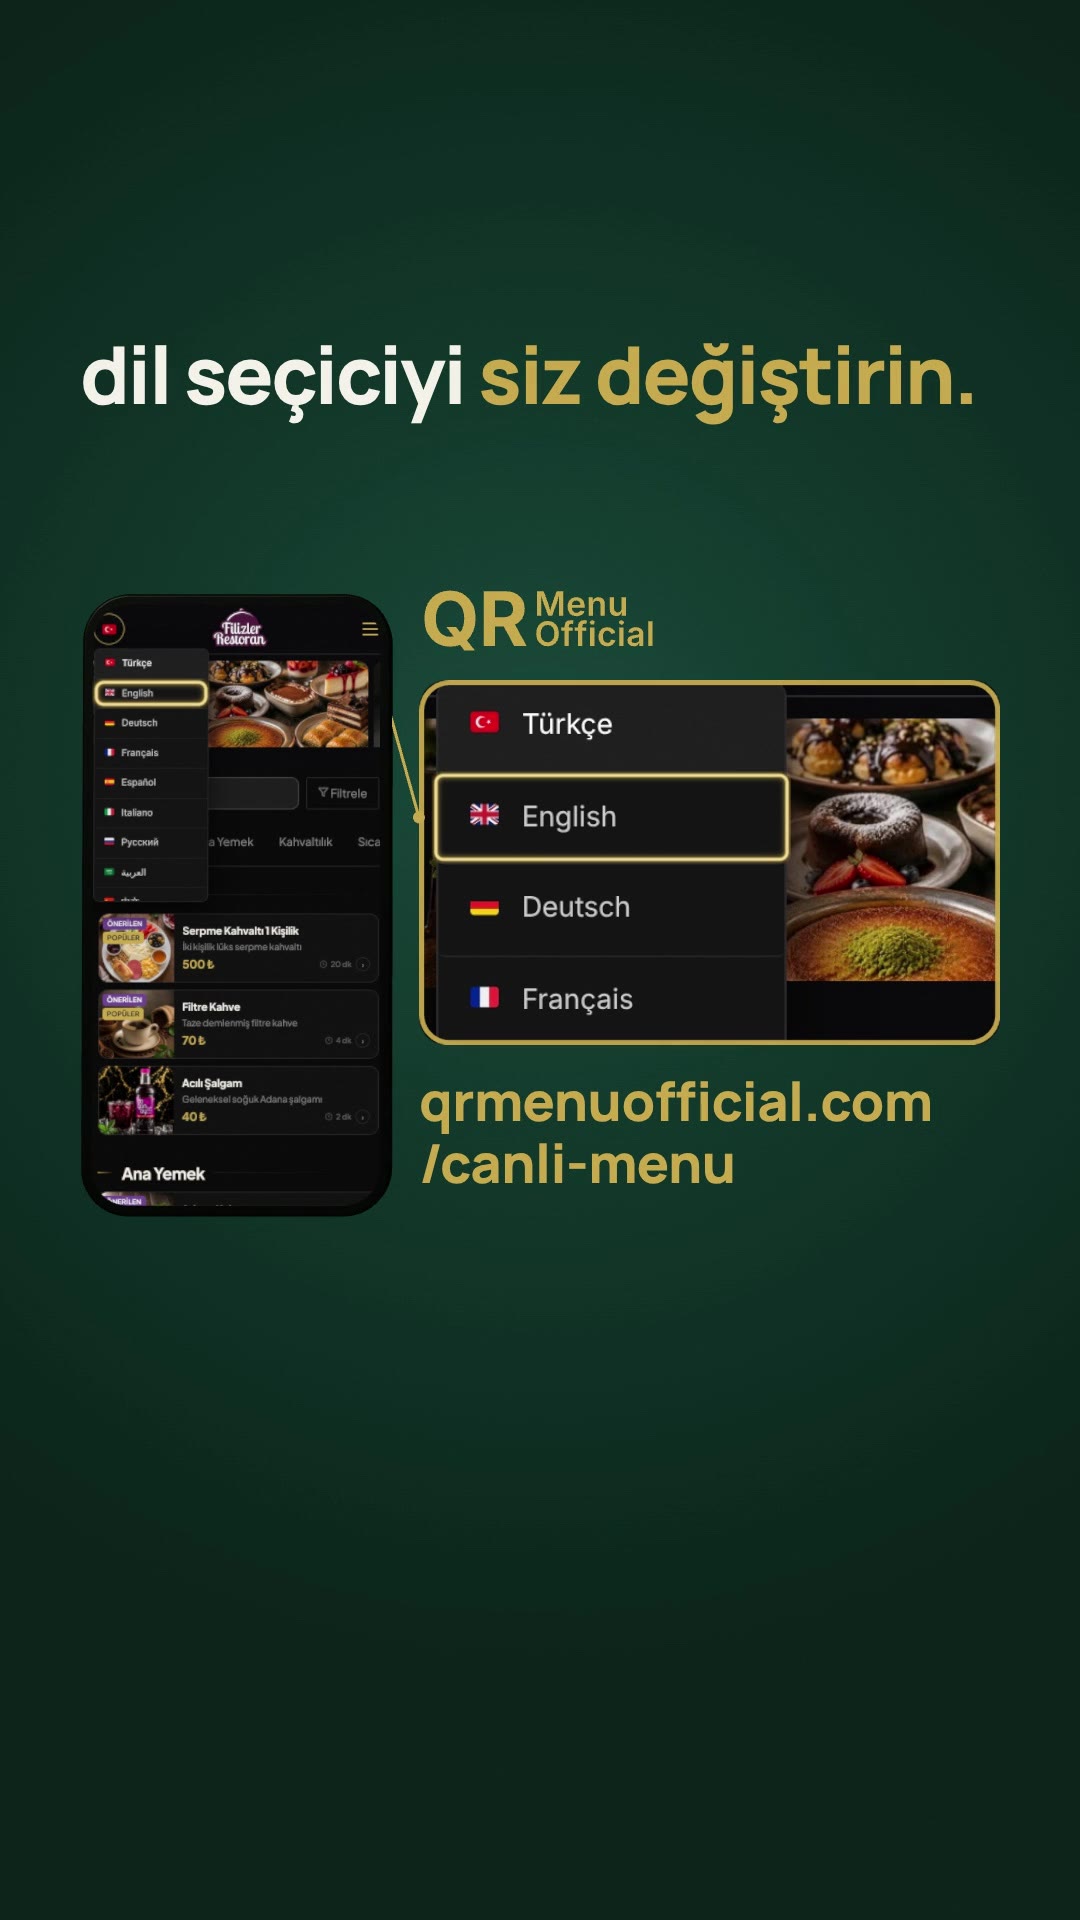 dil seçiciyi siz değiştirin.
Filizler
Restoran
Türkçe
English
Deutsch
Français
Español
Italiano
Русский
العربية
Filtrele
a Yemek
Kahvaltılık
Sıca
ÖNERİLEN
POPÜLER
Serpme Kahvaltı 1 Kişilik
İki kişilik lüks serpme kahvaltı
500 ₺
20 dk
ÖNERİLEN
POPÜLER
Filtre Kahve
Taze demlenmiş filtre kahve
70 ₺
4 dk
Acılı Şalgam
Geleneksel soğuk Adana şalgamı
40 ₺
2 dk
Ana Yemek
ÖNERİLEN
QR Menu
Official
Türkçe
English
Deutsch
Français
qrmenuofficial.com
/canli-menu